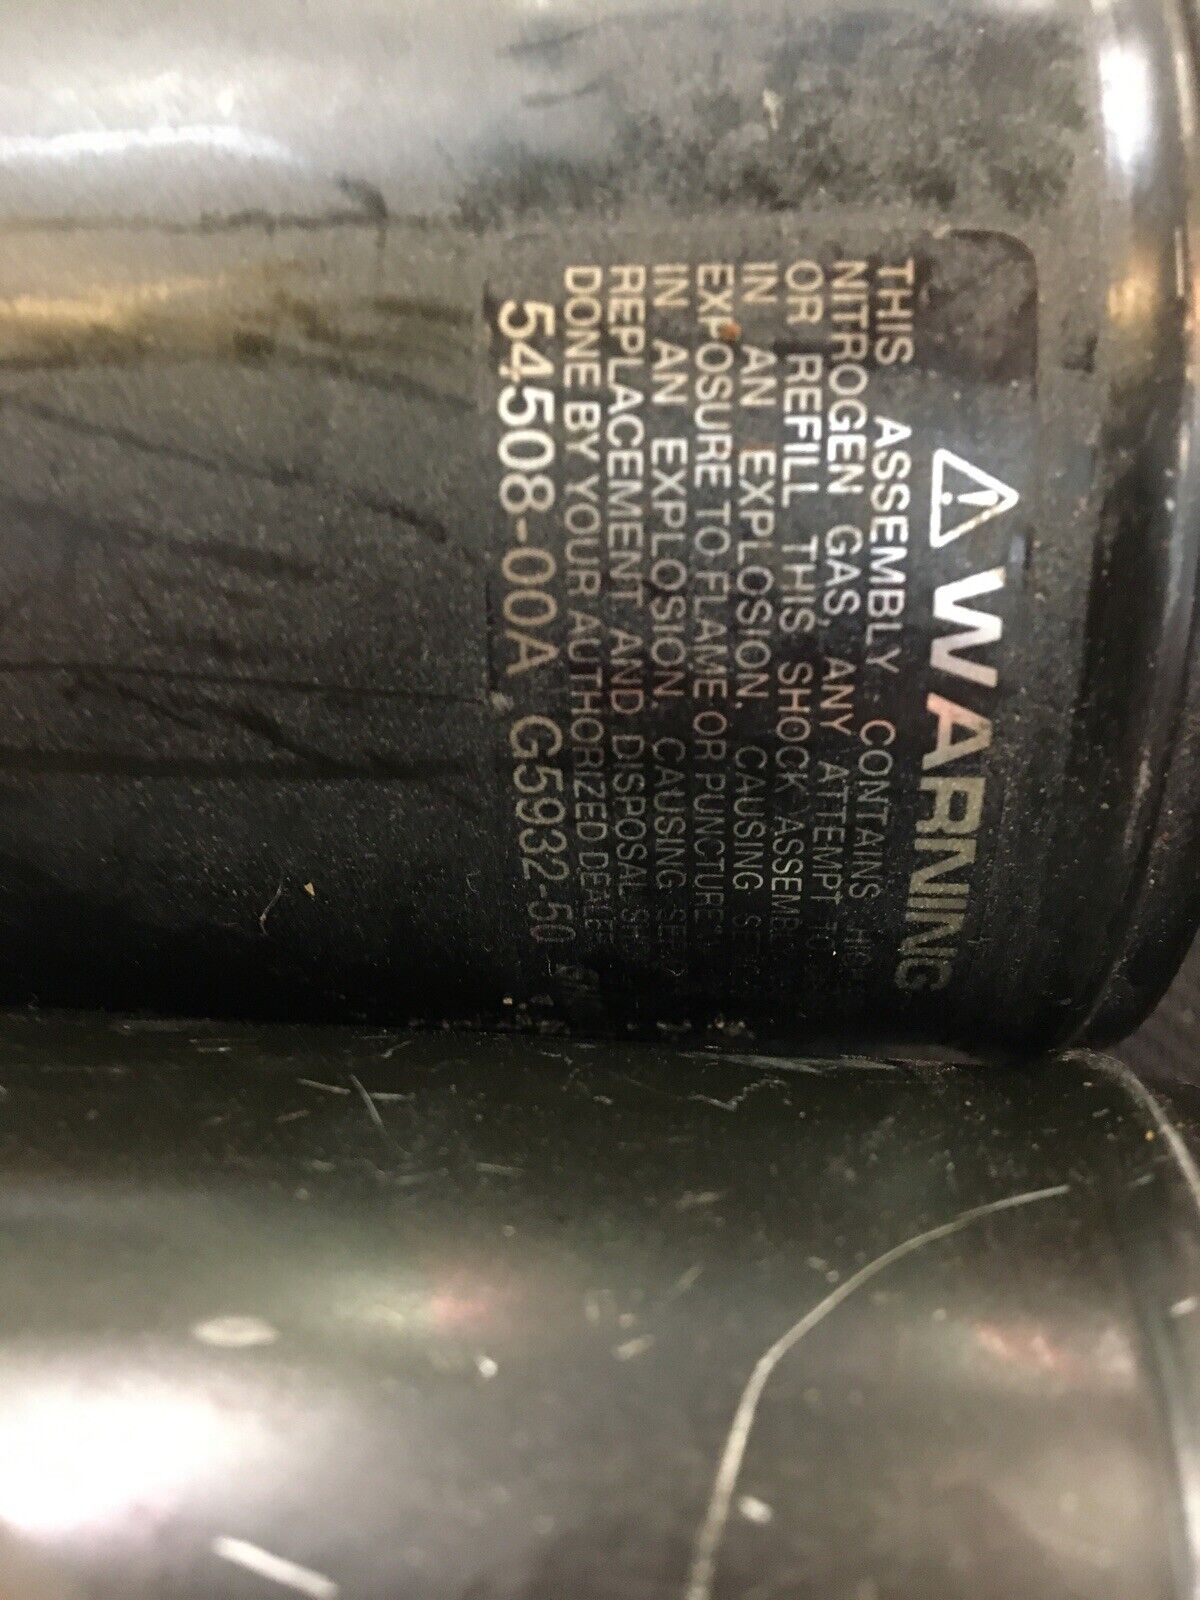 WARNING
THIS ASSEMBLY CONTAINS
NITROGEN GAS, ANY ATTEMPT TO
OR REFILL THIS SHOCK
IN AN EXPLOSION. CAUSING
EXPOSURE TO FLAME OR PUNCTURE
IN AN EXPLOSION. CAUSING
REPLACEMENT AND DISPOSAL
DONE BY YOUR AUTHORIZED
54508-00A G5932-50